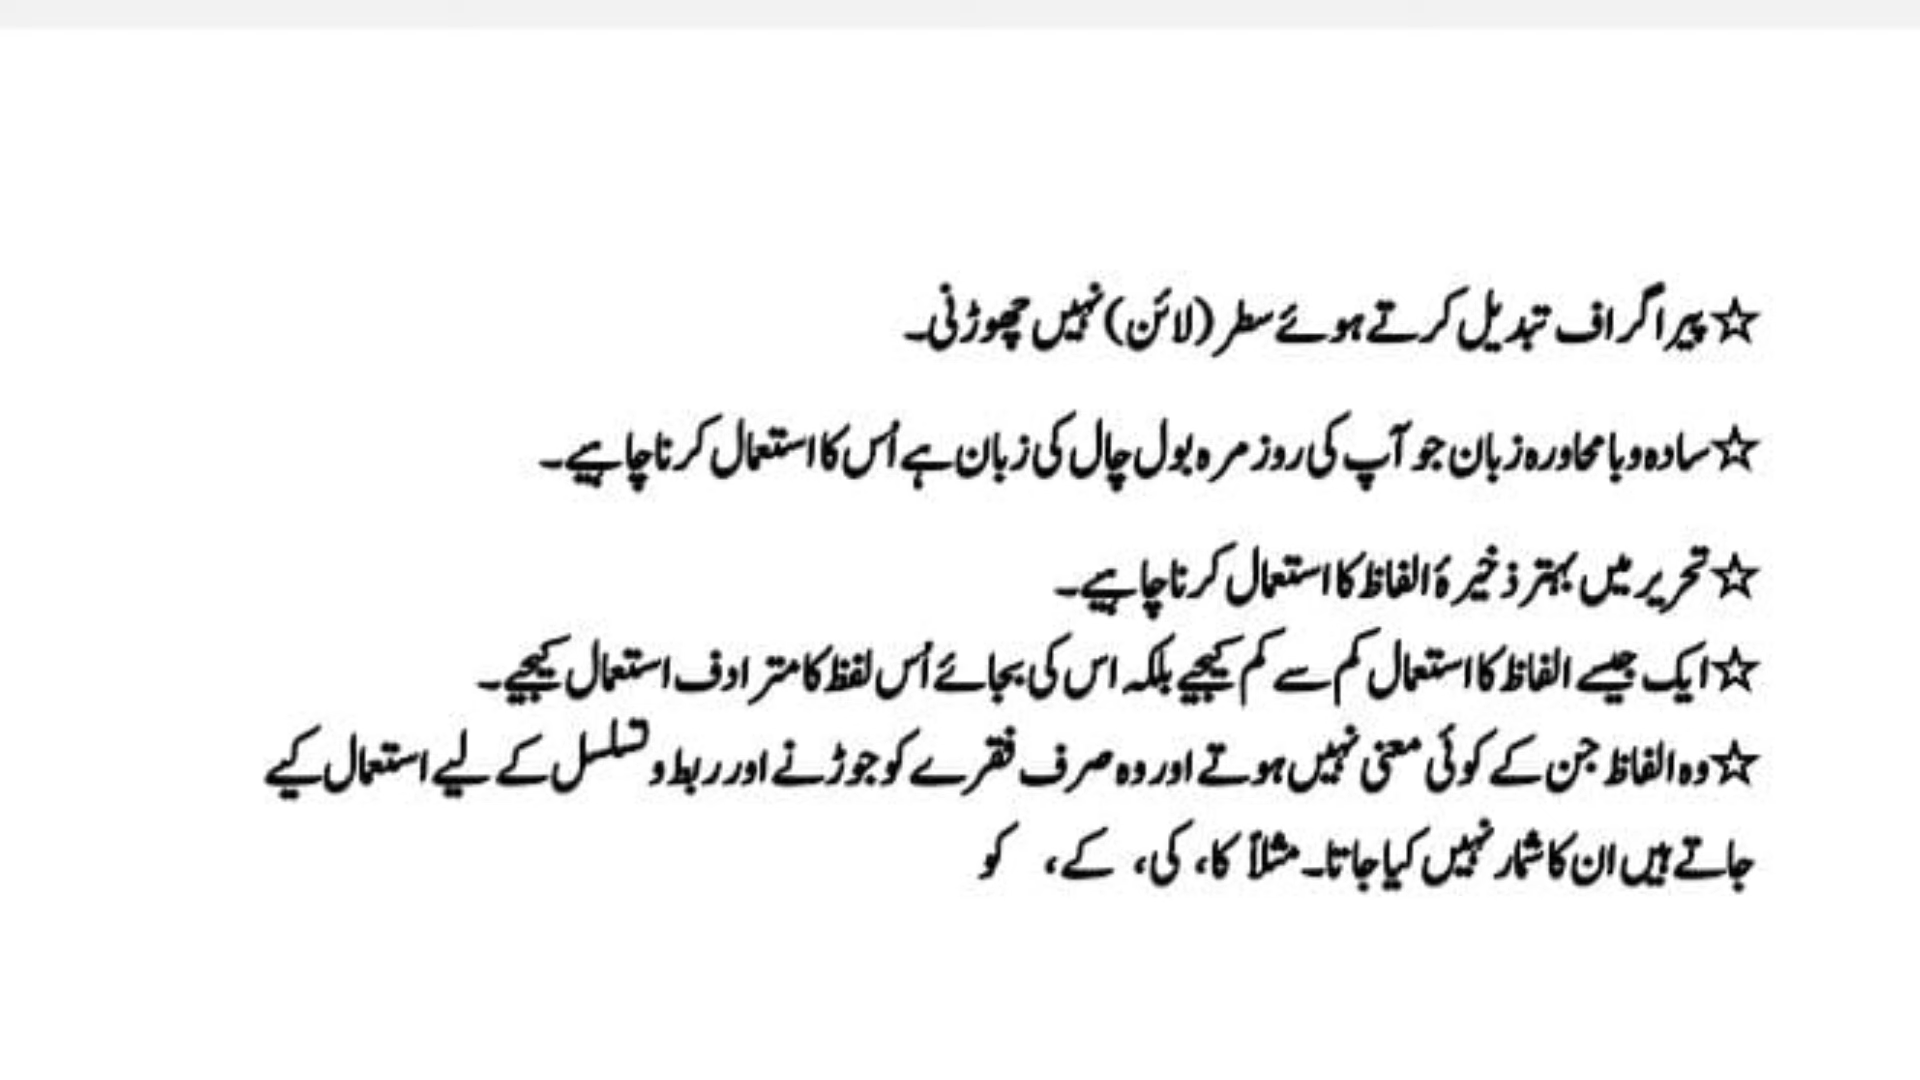 ☆پیراگراف تبدیل کرتے ہوئے سطر (لائن) نہیں چھوڑنی۔
☆سادہ و با محاورہ زبان جو آپ کی روز مرہ بول چال کی زبان ہے اُس کا استعمال کرنا چاہیے۔
☆تحریر میں بہتر ذخیرۂ الفاظ کا استعمال کرنا چاہیے۔
☆ایک جیسے الفاظ کا استعمال کم سے کم کیجیے بلکہ اس کی بجائے اُس لفظ کا مترادف استعمال کیجیے۔
☆وہ الفاظ جن کے کوئی معنی نہیں ہوتے اور وہ صرف فقرے کو جوڑنے اور ربط و تسلسل کے لیے استعمال کیے
جاتے ہیں ان کا شمار نہیں کیا جاتا۔ مثلاً کا، کی، کے، کو